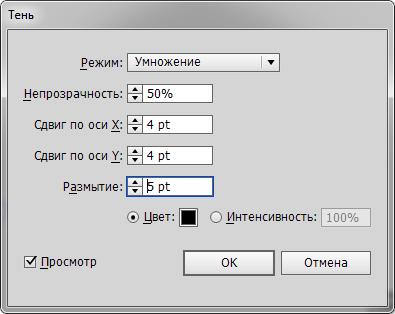 Тень
Режим: Умножение
Непрозрачность: 50%
Сдвиг по оси X: 4 pt
Сдвиг по оси Y: 4 pt
Размытие: 5 pt
Цвет: Интенсивность: 100%
Просмотр OK Отмена